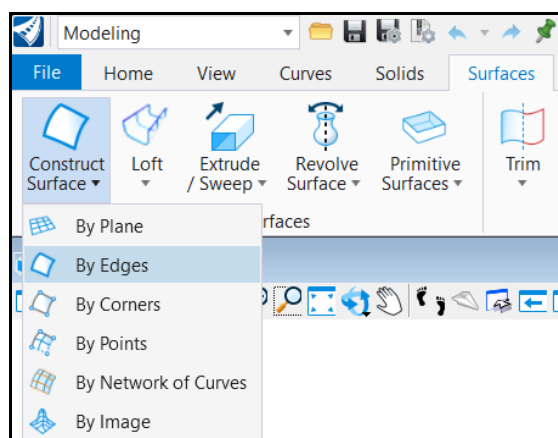 Modeling
File Home View Curves Solids Surfaces
Construct Loft Extrude Revolve Primitive Trim
Surface / Sweep Surface Surfaces
rfaces
By Plane
By Edges
By Corners
By Points
By Network of Curves
By Image